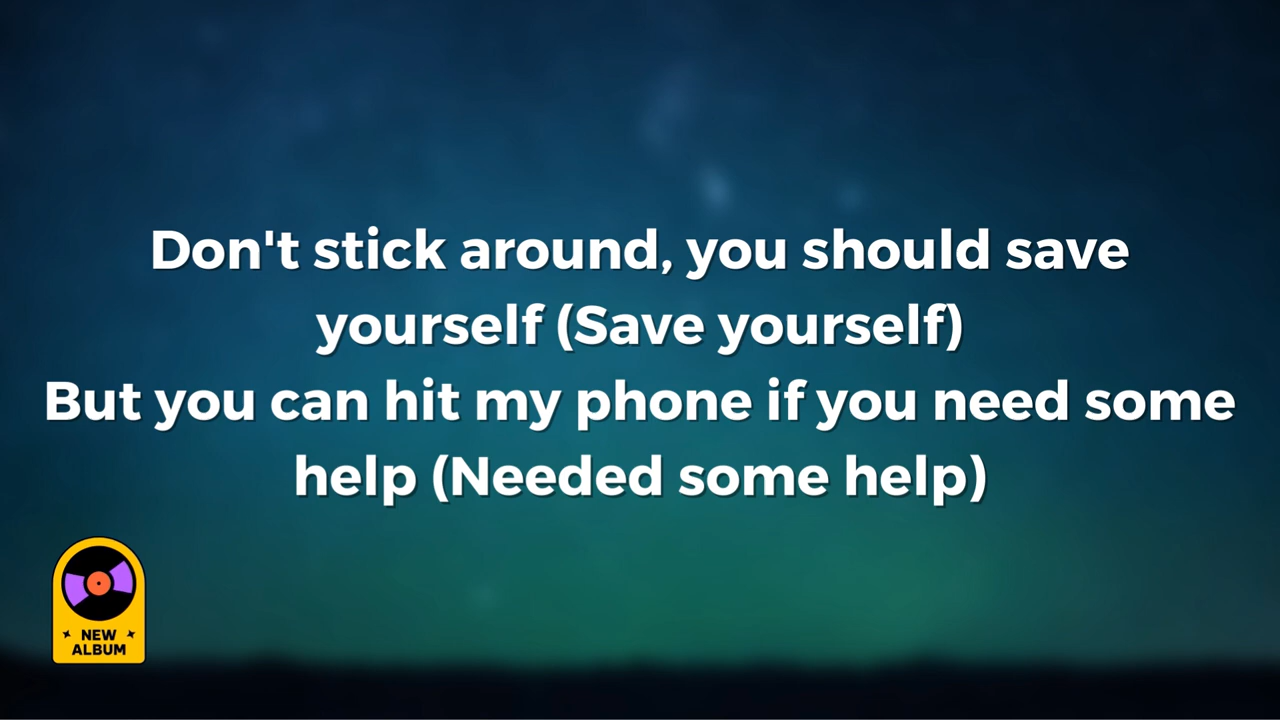 Don't stick around, you should save
yourself (Save yourself)
But you can hit my phone if you need some
help (Needed some help)
NEW
ALBUM